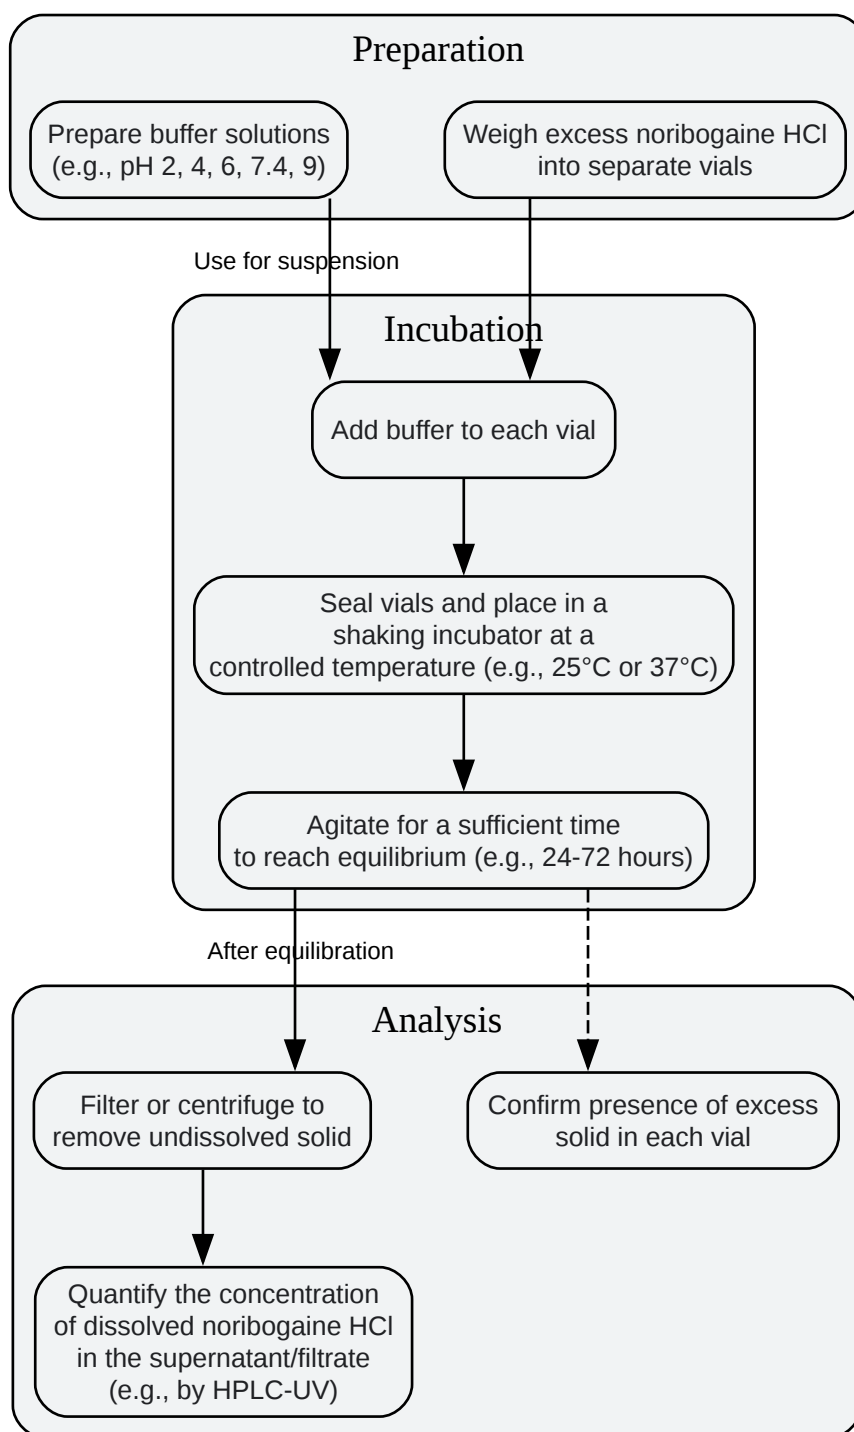 Preparation
Prepare buffer solutions
(e.g., pH 2, 4, 6, 7.4, 9)
Weigh excess noribogaine HCl
into separate vials
Use for suspension
Incubation
Add buffer to each vial
Seal vials and place in a
shaking incubator at a
controlled temperature (e.g., 25°C or 37°C)
Agitate for a sufficient time
to reach equilibrium (e.g., 24-72 hours)
After equilibration
Analysis
Filter or centrifuge to
remove undissolved solid
Confirm presence of excess
solid in each vial
Quantify the concentration
of dissolved noribogaine HCl
in the supernatant/filtrate
(e.g., by HPLC-UV)